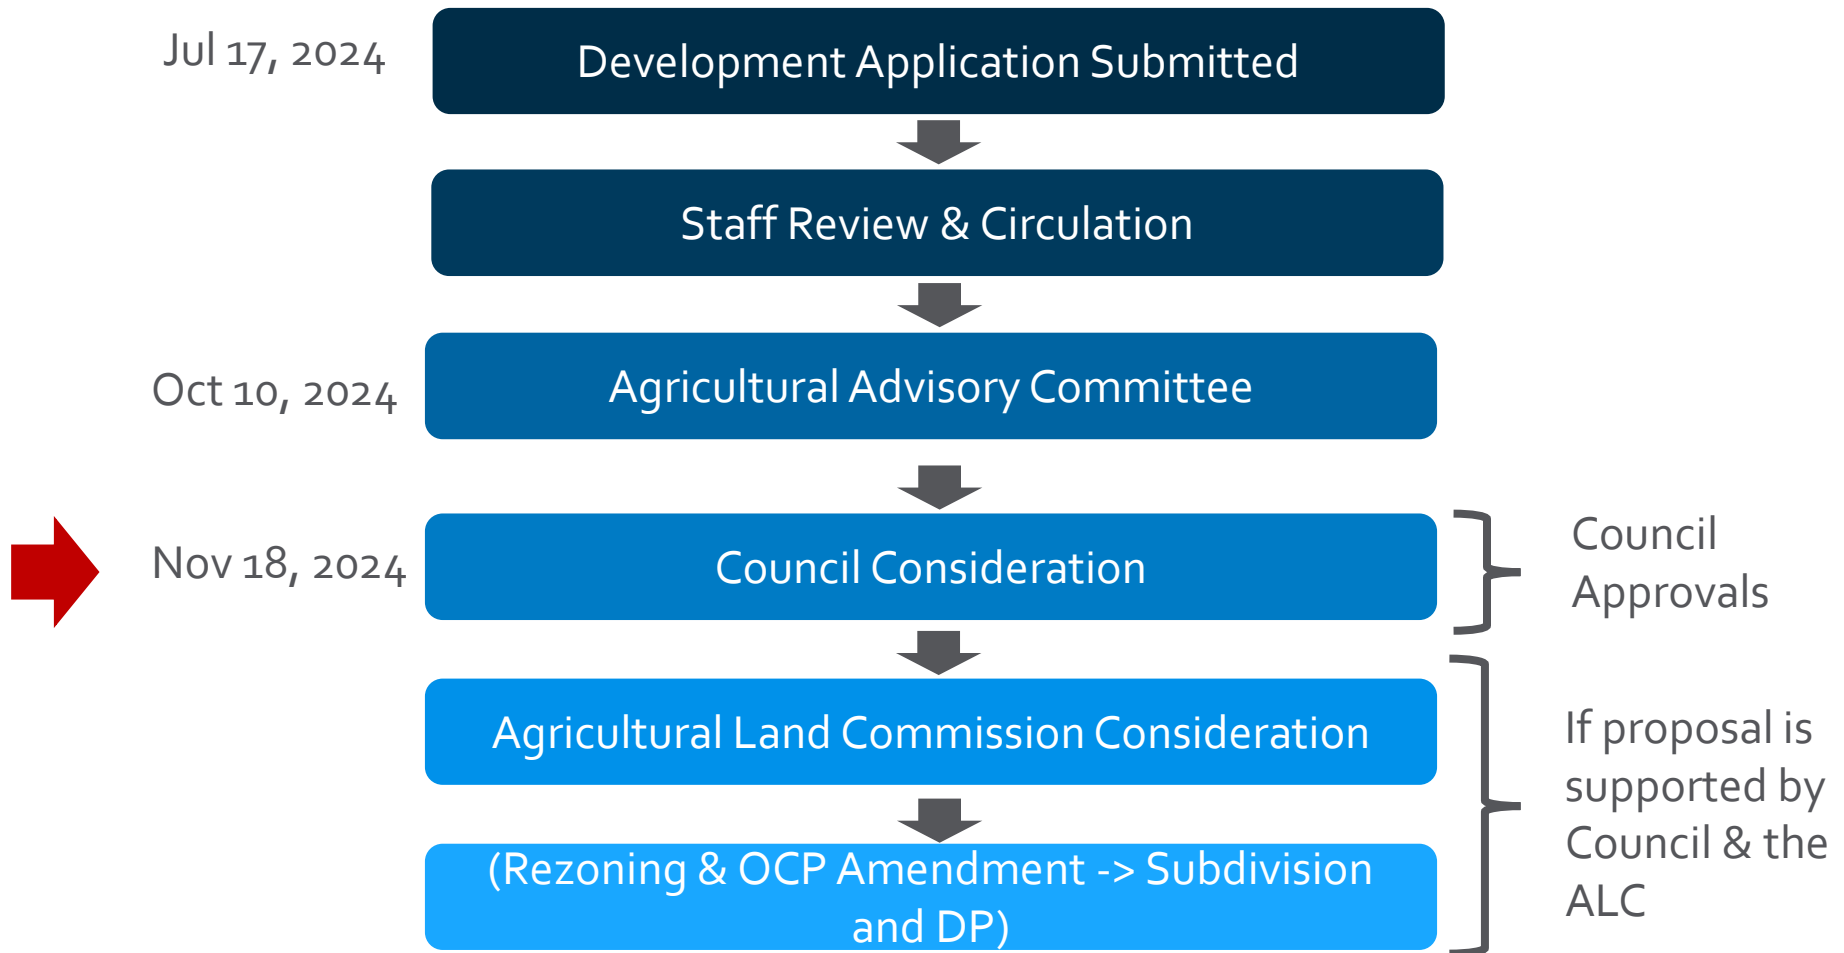 Jul 17, 2024
Development Application Submitted
Staff Review & Circulation
Oct 10, 2024
Agricultural Advisory Committee
Nov 18, 2024
Council Consideration
Council
Approvals
Agricultural Land Commission Consideration
(Rezoning & OCP Amendment -> Subdivision
and DP)
If proposal is
supported by
Council & the
ALC